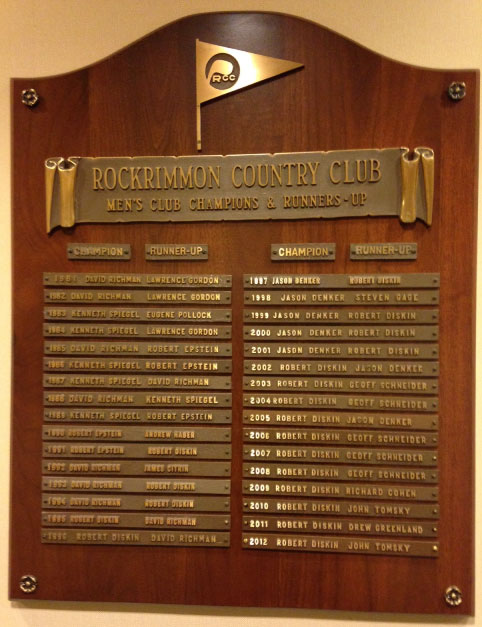 RCC
ROCKRIMMON COUNTRY CLUB
MEN'S CLUB CHAMPIONS & RUNNERS-UP
CHAMPION RUNNER-UP
1981 DAVID RICHMAN LAWRENCE GORDON
1982 DAVID RICHMAN LAWRENCE GORDON
1983 KENNETH SPIEGEL EUGENE POLLOCK
1984 KENNETH SPIEGEL LAWRENCE GORDON
1985 DAVID RICHMAN ROBERT EPSTEIN
1986 KENNETH SPIEGEL ROBERT EPSTEIN
1987 KENNETH SPIEGEL DAVID RICHMAN
1988 DAVID RICHMAN KENNETH SPIEGEL
1989 KENNETH SPIEGEL ROBERT EPSTEIN
1990 ROBERT EPSTEIN ANDREW HABER
1991 ROBERT EPSTEIN ROBERT DISKIN
1992 DAVID RICHMAN JAMES CITRIN
1993 DAVID RICHMAN ROBERT DISKIN
1994 DAVID RICHMAN ROBERT DISKIN
1995 ROBERT DISKIN DAVID RICHMAN
1996 ROBERT DISKIN DAVID RICHMAN
CHAMPION RUNNER-UP
1997 JASON DENKER ROBERT DISKIN
1998 JASON DENKER STEVEN GAGE
1999 JASON DENKER ROBERT DISKIN
2000 JASON DENKER ROBERT DISKIN
2001 JASON DENKER ROBERT DISKIN
2002 ROBERT DISKIN JASON DENKER
2003 ROBERT DISKIN GEOFF SCHNEIDER
2004 ROBERT DISKIN GEOFF SCHNEIDER
2005 ROBERT DISKIN JASON DENKER
2006 ROBERT DISKIN GEOFF SCHNEIDER
2007 ROBERT DISKIN GEOFF SCHNEIDER
2008 ROBERT DISKIN GEOFF SCHNEIDER
2009 ROBERT DISKIN RICHARD COHEN
2010 ROBERT DISKIN JOHN TOMSKY
2011 ROBERT DISKIN DREW GREENLAND
2012 ROBERT DISKIN JOHN TOMSKY